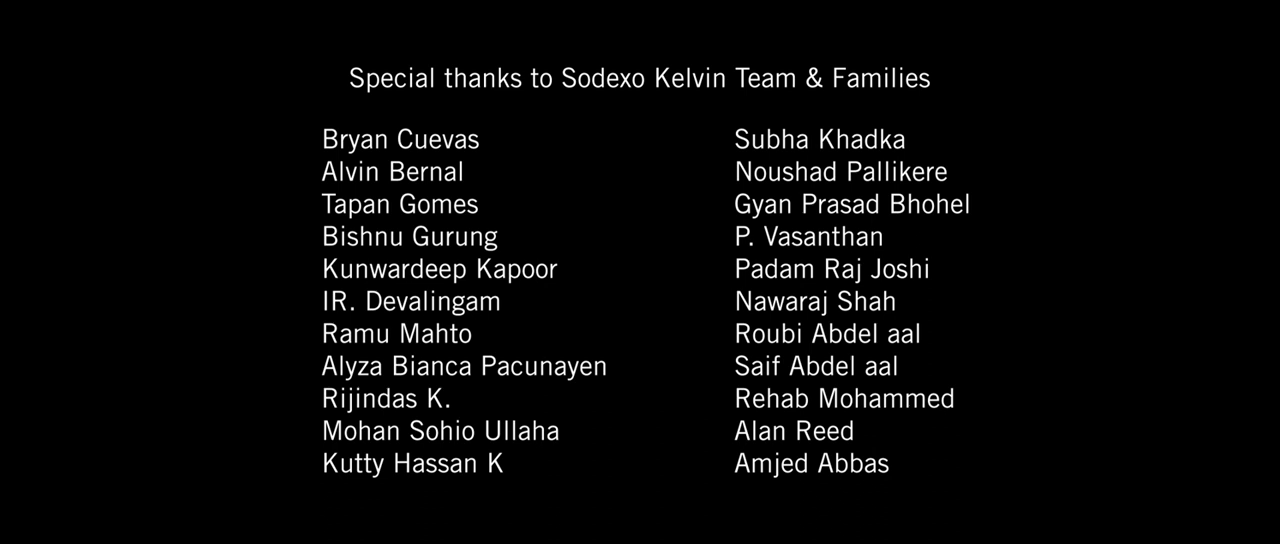 Special thanks to Sodexo Kelvin Team & Families
Bryan Cuevas
Alvin Bernal
Tapan Gomes
Bishnu Gurung
Kunwardeep Kapoor
IR. Devalingam
Ramu Mahto
Alyza Bianca Pacunayen
Rijindas K.
Mohan Sohio Ullaha
Kutty Hassan K
Subha Khadka
Noushad Pallikere
Gyan Prasad Bhohel
P. Vasanthan
Padam Raj Joshi
Nawaraj Shah
Roubi Abdel aal
Saif Abdel aal
Rehab Mohammed
Alan Reed
Amjed Abbas